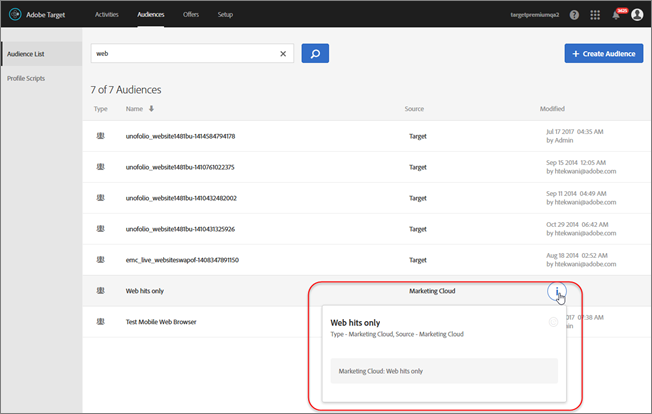 Adobe Target Activities Audiences Offers Setup targetpremiumqa2
Audience List
Profile Scripts
web
+ Create Audience
7 of 7 Audiences
Type Name Source Modified
unofolio_website1481bu-1414584794178 Target Jul 17 2017 04:35 AM
by Admin
unofolio_website1481bu-1410761022375 Target Sep 15 2014 12:05 AM
by htekwani@adobe.com
unofolio_website1481bu-1410432482002 Target Sep 11 2014 04:49 AM
by htekwani@adobe.com
unofolio_website1481bu-1410431325926 Target Oct 29 2014 06:42 AM
by htekwani@adobe.com
emc_live_websiteswapof-1408347891150 Target Aug 18 2014 02:52 AM
by htekwani@adobe.com
Web hits only Marketing Cloud
Test Mobile Web Browser 2017 07:38 AM
Web hits only
Type - Marketing Cloud, Source - Marketing Cloud
Marketing Cloud: Web hits only